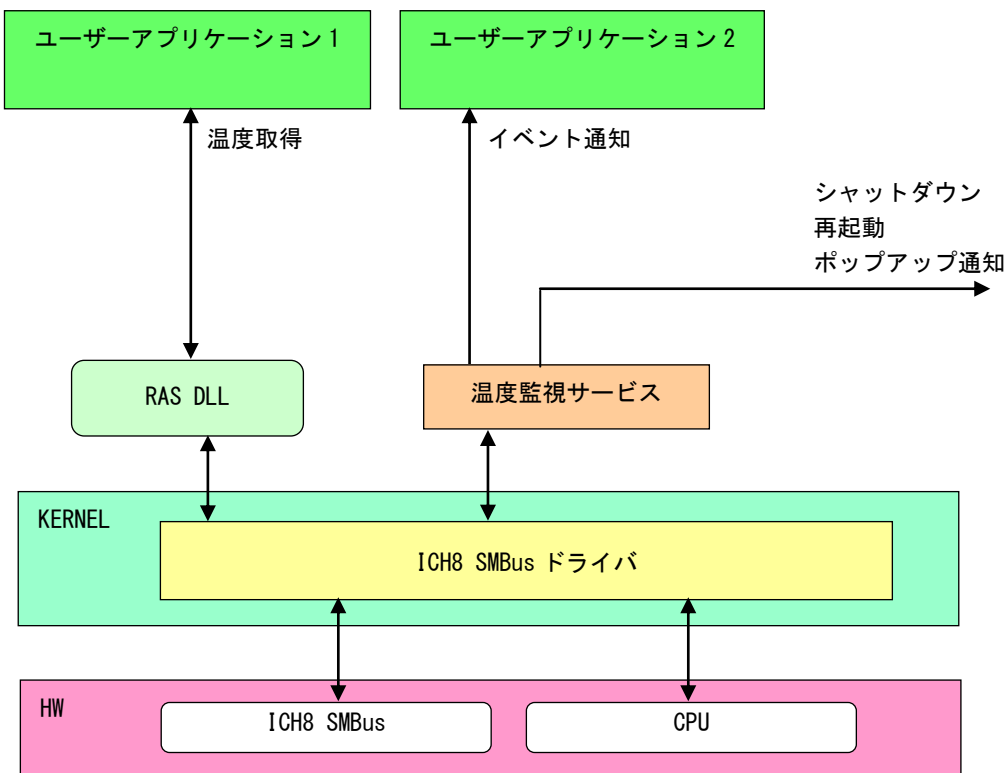 ユーザーアプリケーション1
ユーザーアプリケーション2
温度取得
イベント通知
シャットダウン
再起動
ポップアップ通知
RAS DLL
温度監視サービス
KERNEL
ICH8 SMBus ドライバ
HW
ICH8 SMBus
CPU